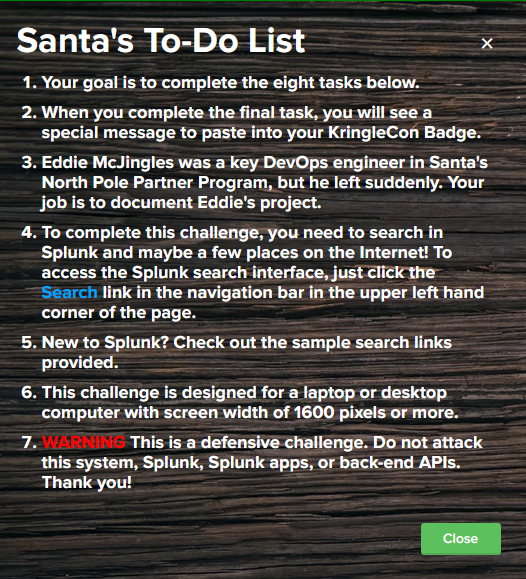 Santa's To-Do List
×
1. Your goal is to complete the eight tasks below.
2. When you complete the final task, you will see a
special message to paste into your KringleCon Badge.
3. Eddie McJingles was a key DevOps engineer in Santa's
North Pole Partner Program, but he left suddenly. Your
job is to document Eddie's project.
4. To complete this challenge, you need to search in
Splunk and maybe a few places on the Internet! To
access the Splunk search interface, just click the
Search link in the navigation bar in the upper left hand
corner of the page.
5. New to Splunk? Check out the sample search links
provided.
6. This challenge is designed for a laptop or desktop
computer with screen width of 1600 pixels or more.
7. WARNING This is a defensive challenge. Do not attack
this system, Splunk, Splunk apps, or back-end APIs.
Thank you!
Close